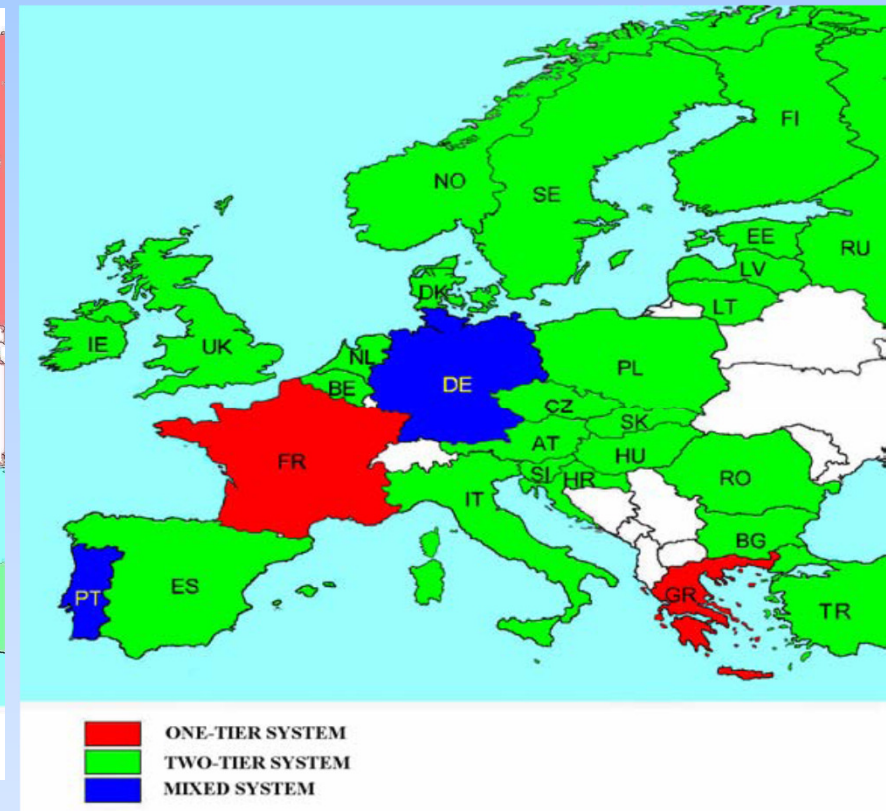 FI
NO
SE
EE
RU
LV
DK
LT
IE
UK
NL
PL
BE
DE
CZ
SK
AT
HU
FR
SI
HR
RO
IT
BG
ES
PT
GR
TR
ONE-TIER SYSTEM
TWO-TIER SYSTEM
MIXED SYSTEM